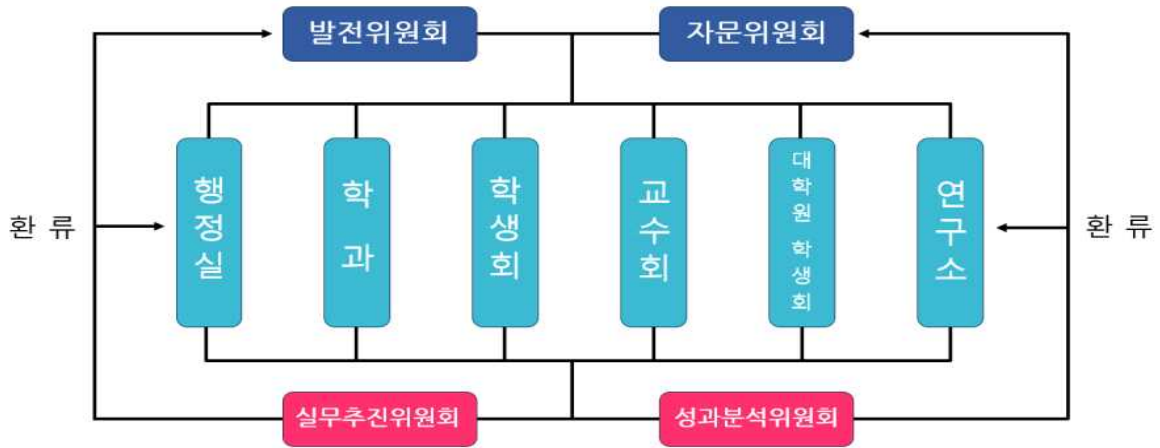 발전위원회
자문위원회
환 류
행정실
학 과
학생회
교수회
대학원 학생회
연구소
환 류
실무추진위원회
성과분석위원회